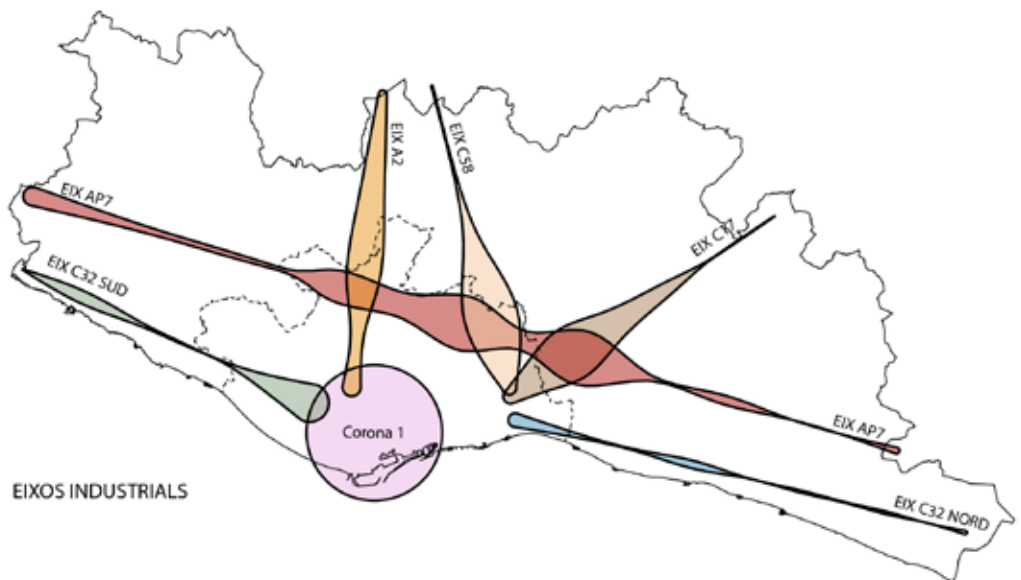 EIX A2
EIX C58
EIX AP7
EIX C17
EIX C32 SUD
Corona 1
EIX AP7
EIXOS INDUSTRIALS
EIX C32 NORD